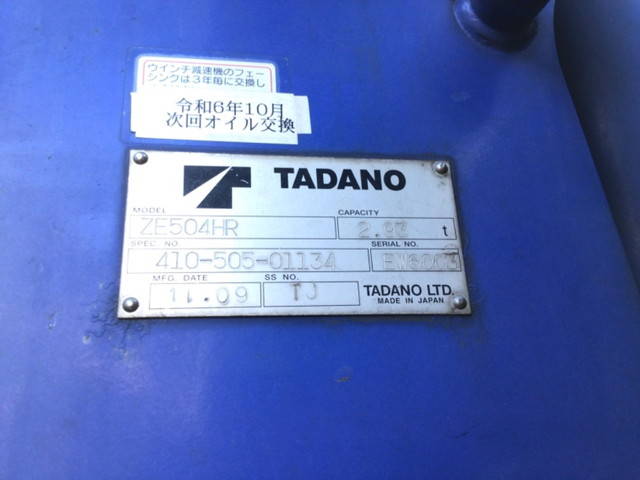 ウインチ減速機のフェー
シングは3年毎に交換し
令和6年10月
次回オイル交換
TADANO
MODEL
CAPACITY
ZE504HR
2.93 t
SPEC. NO.
SERIAL NO.
410-505-01134
MFG. DATE
SS NO.
11.09
TJ
TADANO LTD.
MADE IN JAPAN